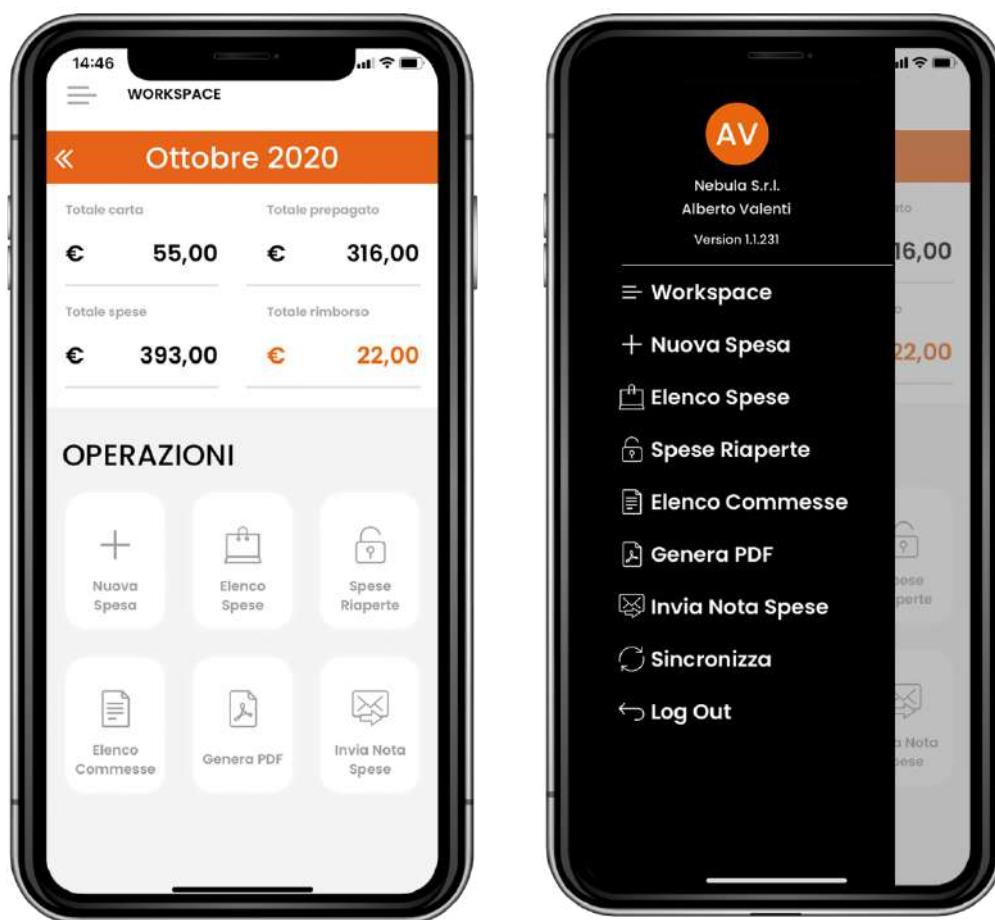 14:46
WORKSPACE
Ottobre 2020
Totale carta Totale prepagato
€ 55,00 € 316,00
Totale spese Totale rimborso
€ 393,00 € 22,00
OPERAZIONI
Nuova
Spesa
Elenco
Spese
Spese
Riaperte
Elenco
Commesse
Genera PDF
Invia Nota
Spese
AV
Nebula S.r.l.
Alberto Valenti
Version 1.1.231
Workspace
Nuova Spesa
Elenco Spese
Spese Riaperte
Elenco Commesse
Genera PDF
Invia Nota Spese
Sincronizza
Log Out
16,00
22,00
Nota